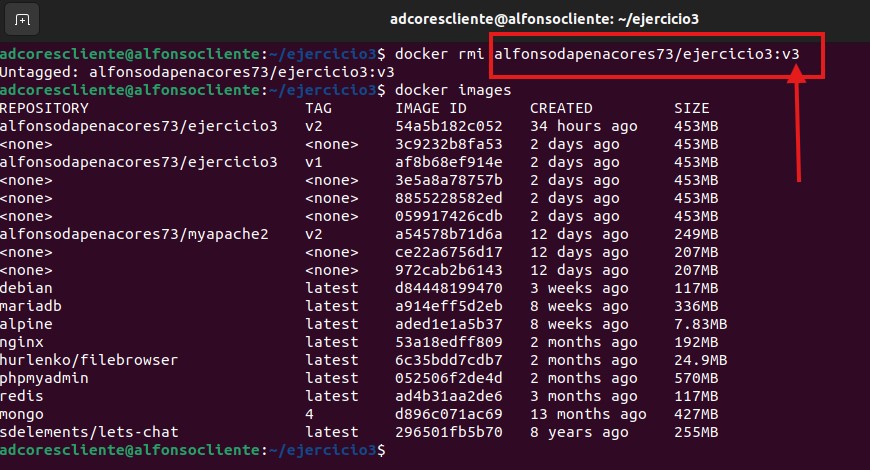 adcorescliente@alfonsocliente: ~/ejercicio3
adcorescliente@alfonsocliente:~/ejercicio3$ docker rmi alfonsodapenacores73/ejercicio3:v3
Untagged: alfonsodapenacores73/ejercicio3:v3
adcorescliente@alfonsocliente:~/ejercicio3$ docker images
REPOSITORY TAG IMAGE ID CREATED SIZE
alfonsodapenacores73/ejercicio3 v2 54a5b182c052 34 hours ago 453MB
<none> <none> 3c9232b8fa53 2 days ago 453MB
alfonsodapenacores73/ejercicio3 v1 af8b68ef914e 2 days ago 453MB
<none> <none> 3e5a8a78757b 2 days ago 453MB
<none> <none> 8855228582ed 2 days ago 453MB
<none> <none> 059917426cdb 2 days ago 453MB
alfonsodapenacores73/myapache2 v2 a54578b71d6a 12 days ago 249MB
<none> <none> ce22a6756d17 12 days ago 207MB
<none> <none> 972cab2b6143 12 days ago 207MB
debian latest d84448199470 3 weeks ago 117MB
mariadb latest a914eff5d2eb 8 weeks ago 336MB
alpine latest aded1e1a5b37 8 weeks ago 7.83MB
nginx latest 53a18edff809 2 months ago 192MB
hurlenko/filebrowser latest 6c35bdd7cdb7 2 months ago 24.9MB
phpmyadmin latest 052506f2de4d 2 months ago 570MB
redis latest ad4b31aa2de6 3 months ago 117MB
mongo 4 d896c071ac69 13 months ago 427MB
sdelements/lets-chat latest 296501fb5b70 8 years ago 255MB
adcorescliente@alfonsocliente:~/ejercicio3$